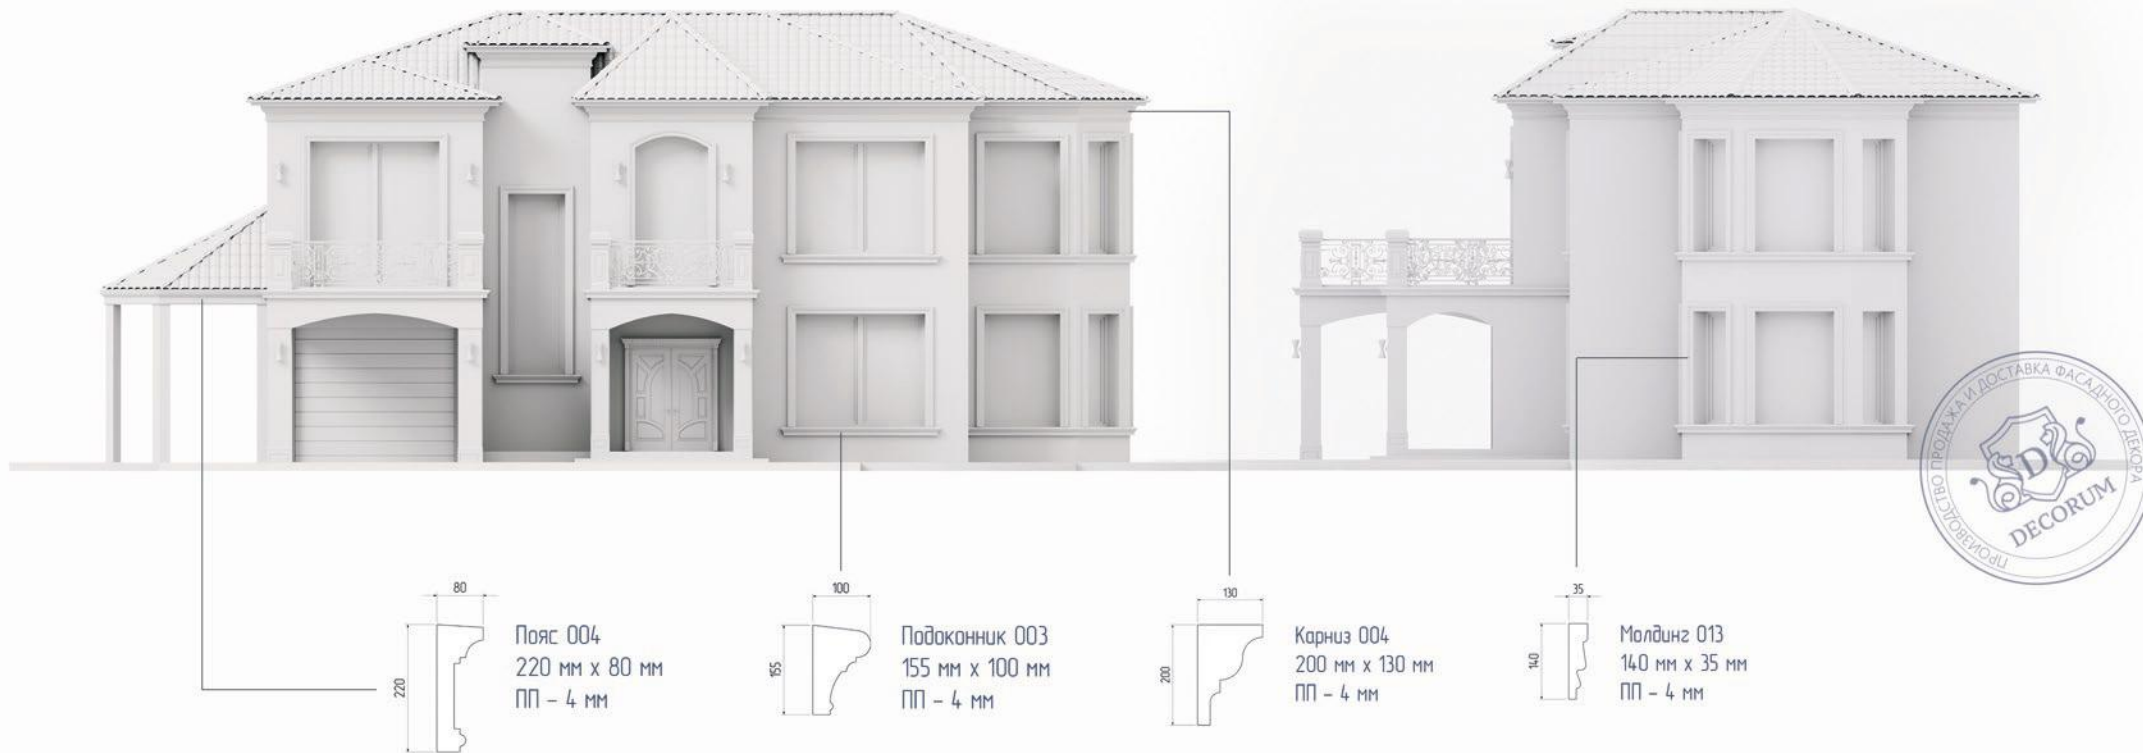 80
220
Пояс 004
220 мм х 80 мм
ПП – 4 мм
100
155
Подоконник 003
155 мм х 100 мм
ПП – 4 мм
130
200
Карниз 004
200 мм х 130 мм
ПП – 4 мм
35
140
Молдинг 013
140 мм х 35 мм
ПП – 4 мм
ПРОИЗВОДСТВО ПРОДАЖА И ДОСТАВКА ФАСАДНОГО ДЕКОРА
D
DECORUM